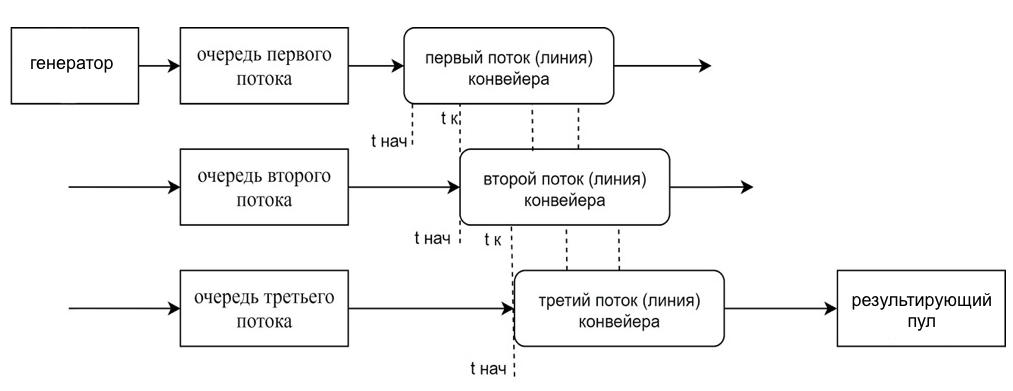 генератор
очередь первого
потока
первый поток (линия)
конвейера
t к
t нач
очередь второго
потока
второй поток (линия)
конвейера
t нач
t к
очередь третьего
потока
третий поток (линия)
конвейера
результирующий
пул
t нач